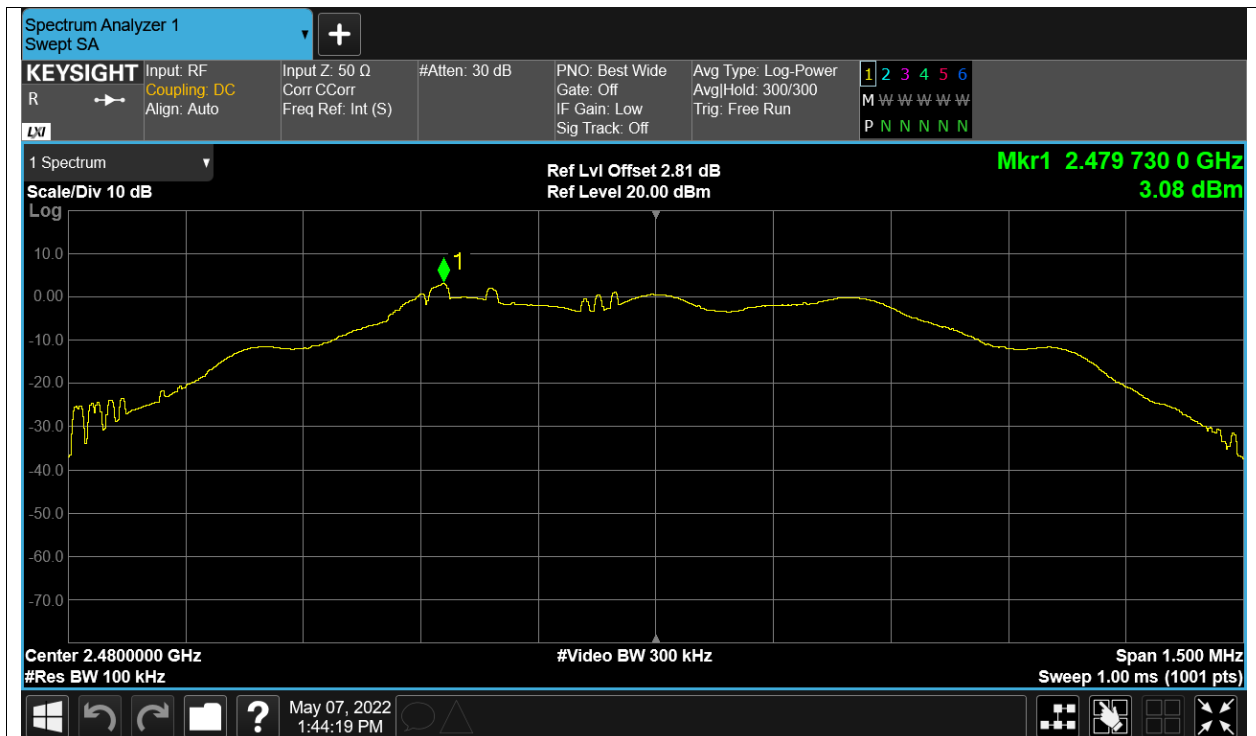 Spectrum Analyzer 1
Swept SA
+
KEYSIGHT
R
LXI
Input: RF
Coupling: DC
Align: Auto
Input Z: 50 Ω
Corr CCorr
Freq Ref: Int (S)
#Atten: 30 dB
PNO: Best Wide
Gate: Off
IF Gain: Low
Sig Track: Off
Avg Type: Log-Power
Avg|Hold: 300/300
Trig: Free Run
1 2 3 4 5 6
M W W W W W
P N N N N N
1 Spectrum
Scale/Div 10 dB
Ref Lvl Offset 2.81 dB
Ref Level 20.00 dBm
Mkr1 2.479 730 0 GHz
3.08 dBm
Log
10.0
0.00
-10.0
-20.0
-30.0
-40.0
-50.0
-60.0
-70.0
1
Center 2.4800000 GHz
#Res BW 100 kHz
#Video BW 300 kHz
Span 1.500 MHz
Sweep 1.00 ms (1001 pts)
?
May 07, 2022
1:44:19 PM